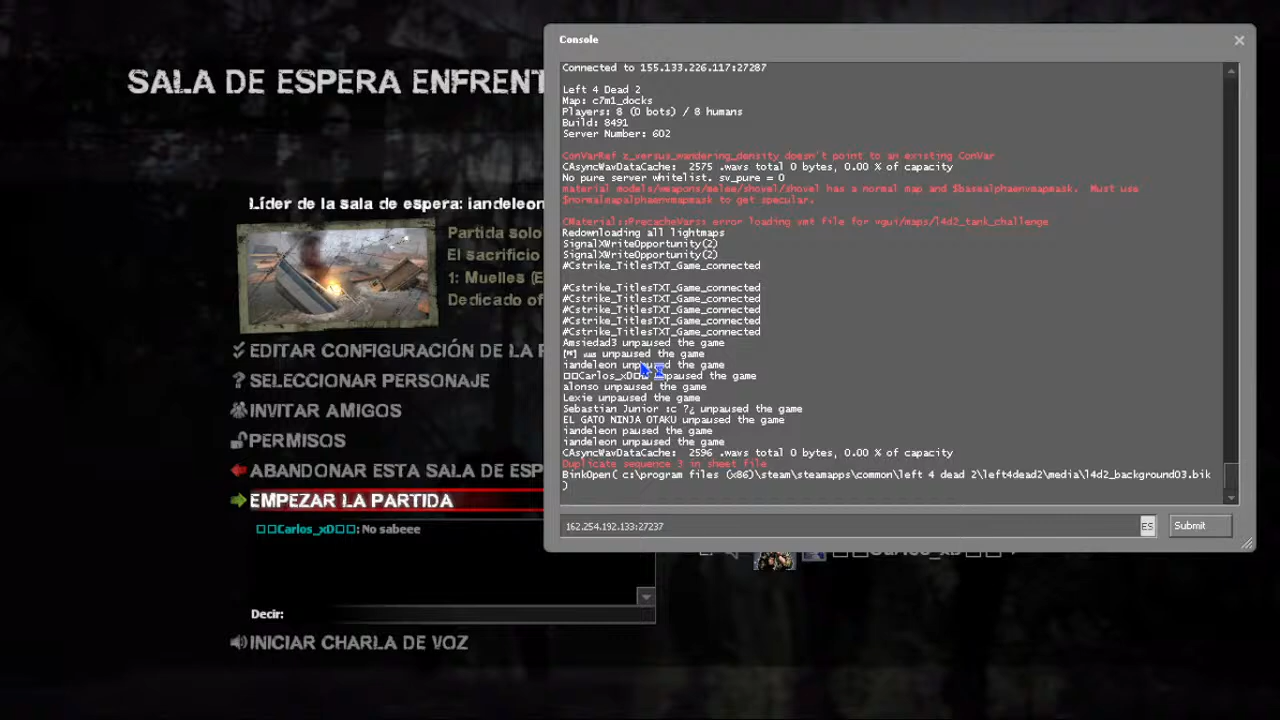 SALA DE ESPERA ENFRENT
Líder de la sala de espera: iandeleon
Partida solo
El sacrificio
1: Muelles (E
Dedicado of
EDITAR CONFIGURACIÓN DE LA P
SELECCIONAR PERSONAJE
INVITAR AMIGOS
PERMISOS
ABANDONAR ESTA SALA DE ESP
EMPEZAR LA PARTIDA
□□Carlos_xD□□: No sabeee
Decir:
INICIAR CHARLA DE VOZ
Console
Connected to 155.133.226.117:27287
Left 4 Dead 2
Map: c7m1_docks
Players: 8 (0 bots) / 8 humans
Build: 8491
Server Number: 602
ConVarRef z_versus_wandering_density doesn't point to an existing ConVar
CAsyncWavDataCache:  2575 .wavs total 0 bytes, 0.00 % of capacity
No pure server whitelist. sv_pure = 0
material models/weapons/melee/shovel/shovel has a normal map and $basealphaenvmapmask.  Must use
$normalmapalphaenvmapmask to get specular.
CMaterial::PrecacheVars: error loading vmt file for vgui/maps/l4d2_tank_challenge
Redownloading all lightmaps
SignalXWriteOpportunity(2)
SignalXWriteOpportunity(2)
#Cstrike_TitlesTXT_Game_connected
#Cstrike_TitlesTXT_Game_connected
#Cstrike_TitlesTXT_Game_connected
#Cstrike_TitlesTXT_Game_connected
#Cstrike_TitlesTXT_Game_connected
#Cstrike_TitlesTXT_Game_connected
Amsiedad3 unpaused the game
unpaused the game
iandeleon unpaused the game
□□Carlos_xD□□ unpaused the game
alonso unpaused the game
Lexie unpaused the game
Sebastian Junior :c ?¿ unpaused the game
EL GATO NINJA OTAKU unpaused the game
iandeleon paused the game
iandeleon unpaused the game
CAsyncWavDataCache:  2596 .wavs total 0 bytes, 0.00 % of capacity
Duplicate sequence 3 in sheet file
BinkOpen( c:\program files (x86)\steam\steamapps\common\left 4 dead 2\left4dead2\media\l4d2_background03.bik
)
162.254.192.133:27237
ES
Submit